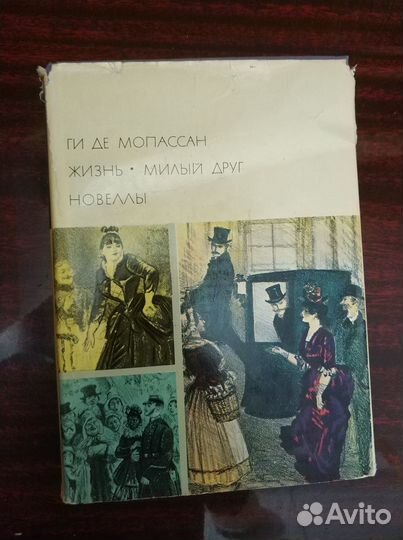 ГИ ДЕ МОПАССАН
ЖИЗНЬ • МИЛЫЙ ДРУГ
НОВЕЛЛЫ
Avito